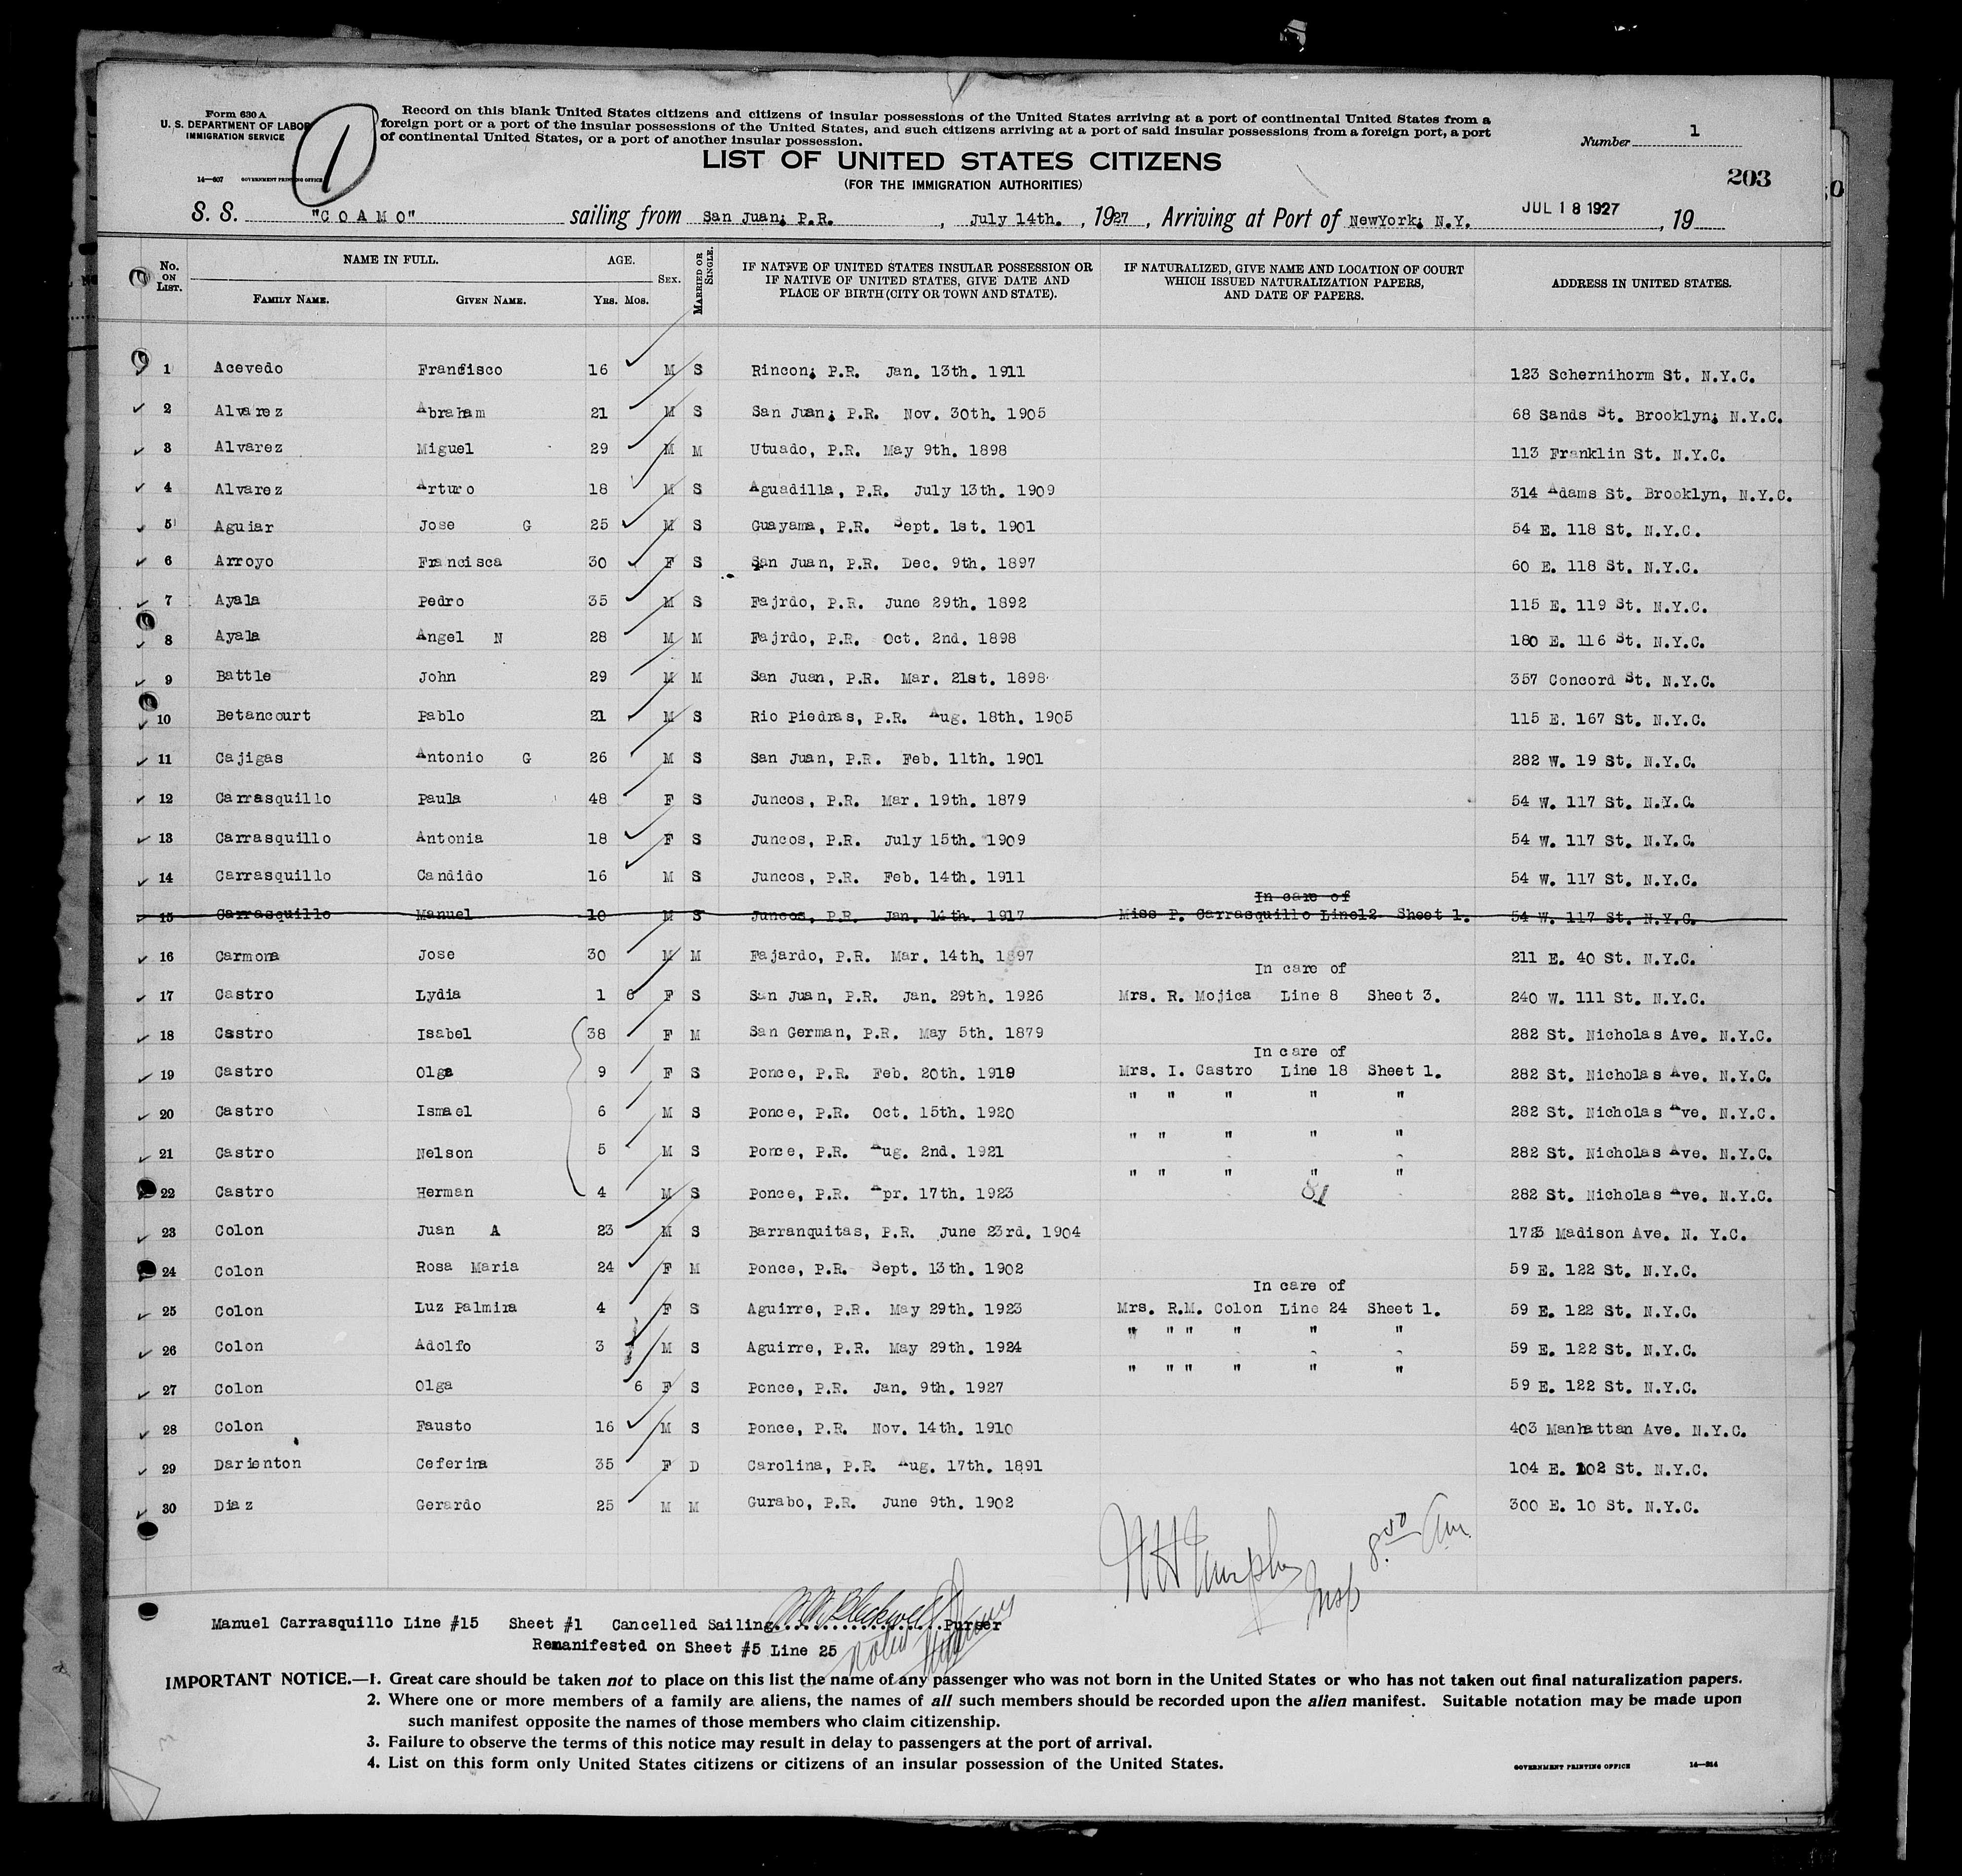 Form 630 A
U. S. DEPARTMENT OF LABOR
IMMIGRATION SERVICE
14—607 GOVERNMENT PRINTING OFFICE
1
Record on this blank United States citizens and citizens of insular possessions of the United States arriving at a port of continental United States from a
foreign port or a port of the insular possessions of the United States, and such citizens arriving at a port of said insular possessions from a foreign port, a port
of continental United States, or a port of another insular possession.
Number 1
LIST OF UNITED STATES CITIZENS
(FOR THE IMMIGRATION AUTHORITIES)
203
S. S. "COAMO" sailing from San Juan; P.R. , July 14th. , 1927 , Arriving at Port of NewYork; N.Y. JUL 18 1927 , 19
No. ON LIST. NAME IN FULL. FAMILY NAME. GIVEN NAME. AGE. YRS. MOS. SEX. MARRIED OR SINGLE. IF NATIVE OF UNITED STATES INSULAR POSSESSION OR IF NATIVE OF UNITED STATES, GIVE DATE AND PLACE OF BIRTH (CITY OR TOWN AND STATE). IF NATURALIZED, GIVE NAME AND LOCATION OF COURT WHICH ISSUED NATURALIZATION PAPERS, AND DATE OF PAPERS. ADDRESS IN UNITED STATES.
1 Acevedo Francisco 16 M S Rincon; P.R. Jan. 13th. 1911 123 Schernihorm St. N.Y.C.
2 Alvarez Abraham 21 M S San Juan; P.R. Nov. 30th. 1905 68 Sands St. Brooklyn; N.Y.C.
3 Alvarez Miguel 29 M M Utuado, P.R. May 9th. 1898 113 Franklin St. N.Y.C.
4 Alvarez Arturo 18 M S Aguadilla, P.R. July 13th. 1909 314 Adams St. Brooklyn, N.Y.C.
5 Aguiar Jose G 25 M S Guayama, P.R. Sept. 1st. 1901 54 E. 118 St. N.Y.C.
6 Arroyo Francisca 30 F S San Juan, P.R. Dec. 9th. 1897 60 E. 118 St. N.Y.C.
7 Ayala Pedro 35 M S Fajrdo, P.R. June 29th. 1892 115 E. 119 St. N.Y.C.
8 Ayala Angel N 28 M M Fajrdo, P.R. Oct. 2nd. 1898 180 E. 116 St. N.Y.C.
9 Battle John 29 M M San Juan, P.R. Mar. 21st. 1898 357 Concord St. N.Y.C.
10 Betancourt Pablo 21 M S Rio Piedras, P.R. Aug. 18th. 1905 115 E. 167 St. N.Y.C.
11 Cajigas Antonio G 26 M S San Juan, P.R. Feb. 11th. 1901 282 W. 19 St. N.Y.C.
12 Carrasquillo Paula 48 F S Juncos, P.R. Mar. 19th. 1879 54 W. 117 St. N.Y.C.
13 Carrasquillo Antonia 18 F S Juncos, P.R. July 15th. 1909 54 W. 117 St. N.Y.C.
14 Carrasquillo Candido 16 M S Juncos, P.R. Feb. 14th. 1911 54 W. 117 St. N.Y.C.
In care of
15 Carrasquillo Manuel 10 M S Juncos, P.R. Jan. 14th. 1917 Miss P. Carrasquillo Line12 Sheet 1. 54 W. 117 St. N.Y.C.
16 Carmona Jose 30 M M Fajardo, P.R. Mar. 14th. 1897 211 E. 40 St. N.Y.C.
In care of
17 Castro Lydia 1 6 F S San Juan, P.R. Jan. 29th. 1926 Mrs. R. Mojica Line 8 Sheet 3. 240 W. 111 St. N.Y.C.
18 Castro Isabel 38 F M San German, P.R. May 5th. 1879 282 St. Nicholas Ave. N.Y.C.
In care of
19 Castro Olga 9 F S Ponce, P.R. Feb. 20th. 1918 Mrs. I. Castro Line 18 Sheet 1. 282 St. Nicholas Ave. N.Y.C.
20 Castro Ismael 6 M S Ponce, P.R. Oct. 15th. 1920 " " " " " 282 St. Nicholas Ave. N.Y.C.
21 Castro Nelson 5 M S Ponce, P.R. Aug. 2nd. 1921 " " " " " 282 St. Nicholas Ave. N.Y.C.
22 Castro Herman 4 M S Ponce, P.R. Apr. 17th. 1923 " " " " " 282 St. Nicholas Ave. N.Y.C.
81
23 Colon Juan A 23 M S Barranquitas, P.R. June 23rd. 1904 1723 Madison Ave. N. Y.C.
24 Colon Rosa Maria 24 F M Ponce, P.R. Sept. 13th. 1902 59 E. 122 St. N.Y.C.
In care of
25 Colon Luz Palmira 4 F S Aguirre, P.R. May 29th. 1923 Mrs. R.M. Colon Line 24 Sheet 1. 59 E. 122 St. N.Y.C.
26 Colon Adolfo 3 M S Aguirre, P.R. May 29th. 1924 " " " " " " 59 E. 122 St. N.Y.C.
27 Colon Olga 6 F S Ponce, P.R. Jan. 9th. 1927 " " " " " " 59 E. 122 St. N.Y.C.
28 Colon Fausto 16 M S Ponce, P.R. Nov. 14th. 1910 403 Manhattan Ave. N.Y.C.
29 Darienton Ceferina 35 F D Carolina, P.R. Aug. 17th. 1891 104 E. 102 St. N.Y.C.
30 Diaz Gerardo 25 M M Gurabo, P.R. June 9th. 1902 300 E. 10 St. N.Y.C.
Murphy Insp 8:00 Am.
Manuel Carrasquillo Line #15 Sheet #1 Cancelled Sailing Blackwell Purser
Remanifested on Sheet #5 Line 25 Noted
IMPORTANT NOTICE.—1. Great care should be taken not to place on this list the name of any passenger who was not born in the United States or who has not taken out final naturalization papers.
2. Where one or more members of a family are aliens, the names of all such members should be recorded upon the alien manifest. Suitable notation may be made upon
such manifest opposite the names of those members who claim citizenship.
3. Failure to observe the terms of this notice may result in delay to passengers at the port of arrival.
4. List on this form only United States citizens or citizens of an insular possession of the United States.
GOVERNMENT PRINTING OFFICE